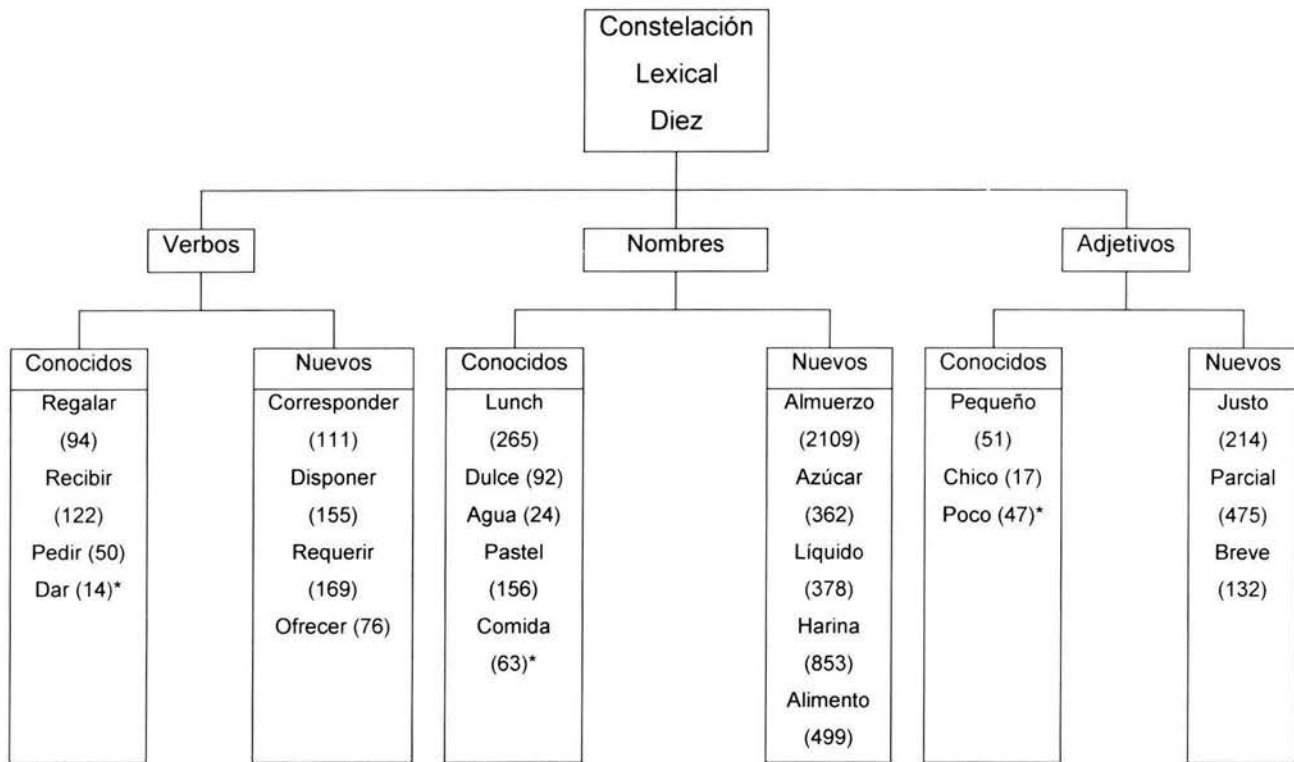 Constelación
Lexical
Diez
Verbos
Nombres
Adjetivos
Conocidos
Regalar
(94)
Recibir
(122)
Pedir (50)
Dar (14)*
Nuevos
Corresponder
(111)
Disponer
(155)
Requerir
(169)
Ofrecer (76)
Conocidos
Lunch
(265)
Dulce (92)
Agua (24)
Pastel
(156)
Comida
(63)*
Nuevos
Almuerzo
(2109)
Azúcar
(362)
Líquido
(378)
Harina
(853)
Alimento
(499)
Conocidos
Pequeño
(51)
Chico (17)
Poco (47)*
Nuevos
Justo
(214)
Parcial
(475)
Breve
(132)